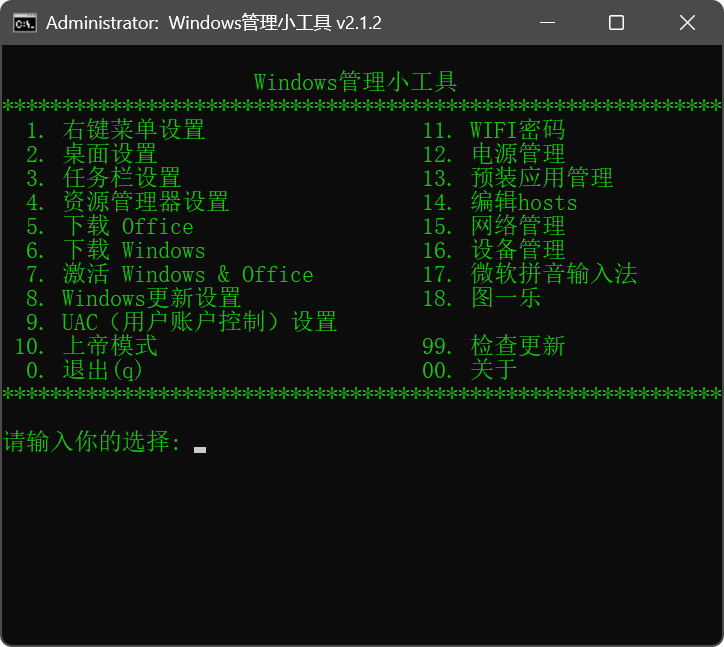 Administrator: Windows管理小工具 v2.1.2
Windows管理小工具
*************************************************************
1. 右键菜单设置 11. WIFI密码
2. 桌面设置 12. 电源管理
3. 任务栏设置 13. 预装应用管理
4. 资源管理器设置 14. 编辑hosts
5. 下载 Office 15. 网络管理
6. 下载 Windows 16. 设备管理
7. 激活 Windows & Office 17. 微软拼音输入法
8. Windows更新设置 18. 图一乐
9. UAC（用户账户控制）设置
10. 上帝模式 99. 检查更新
0. 退出(q) 00. 关于
*************************************************************
请输入你的选择: